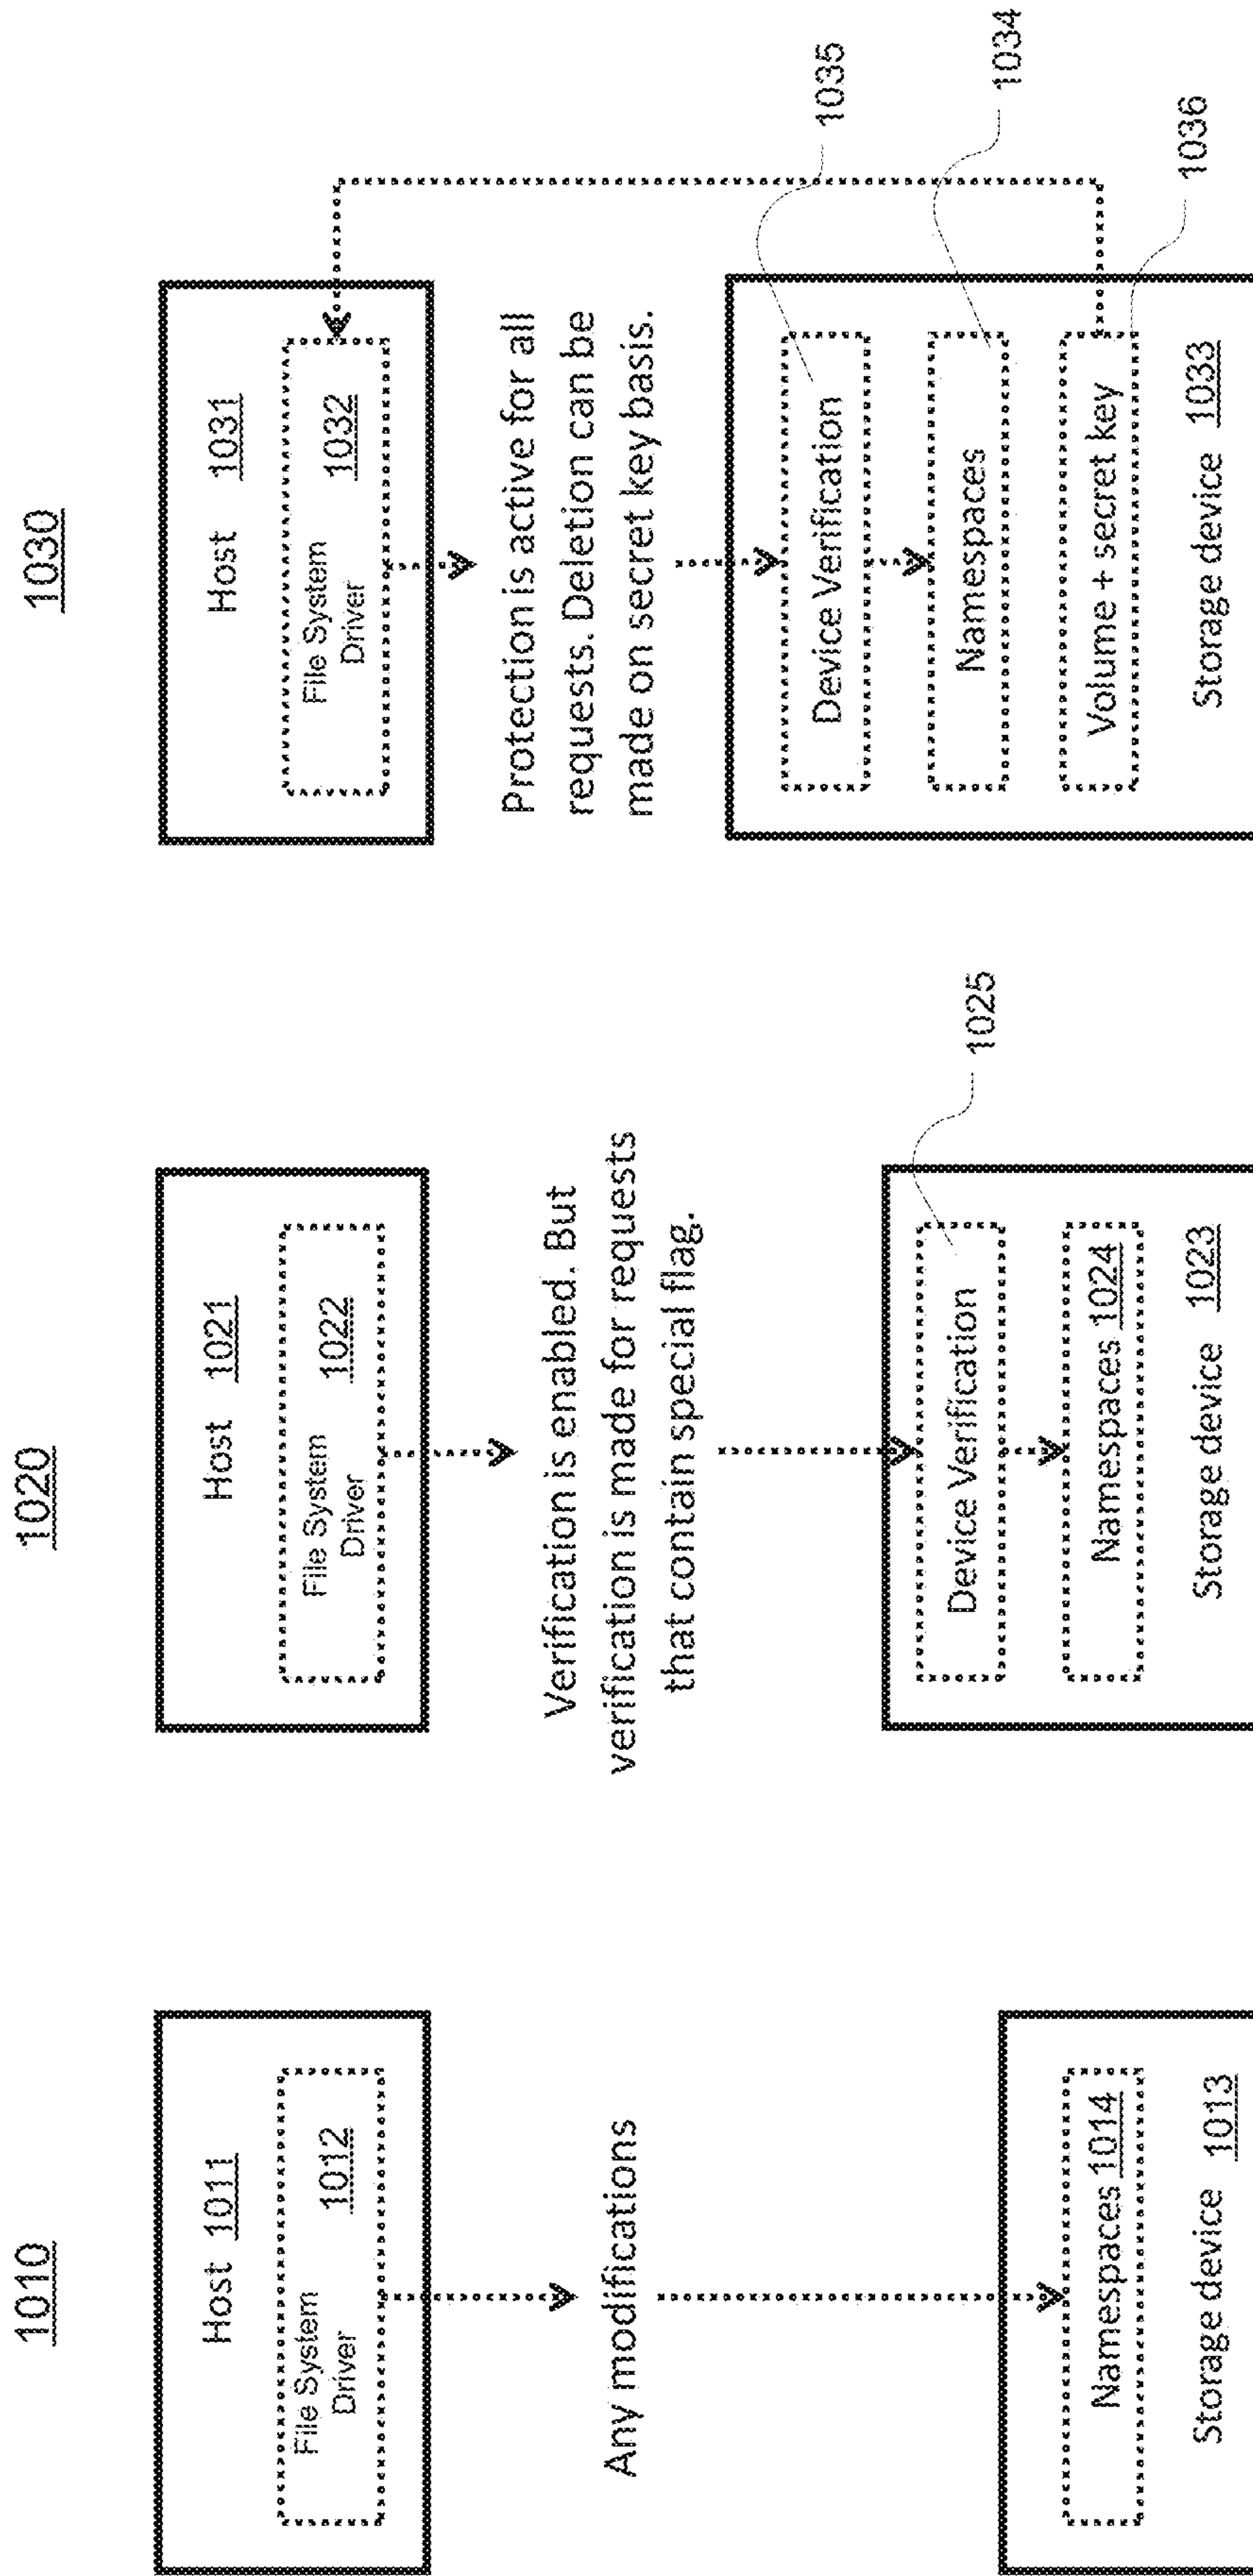 1010
Host 1011
File System
Driver
1012
Any modifications
Namespaces 1014
Storage device 1013
1020
Host 1021
File System
Driver
1022
Verification is enabled. But
verification is made for requests
that contain special flag.
Device Verification
1025
Namespaces 1024
Storage device 1023
1030
Host 1031
File System
Driver
1032
Protection is active for all
requests. Deletion can be
made on secret key basis.
Device Verification
1035
Namespaces
1034
Volume + secret key
1036
Storage device 1033